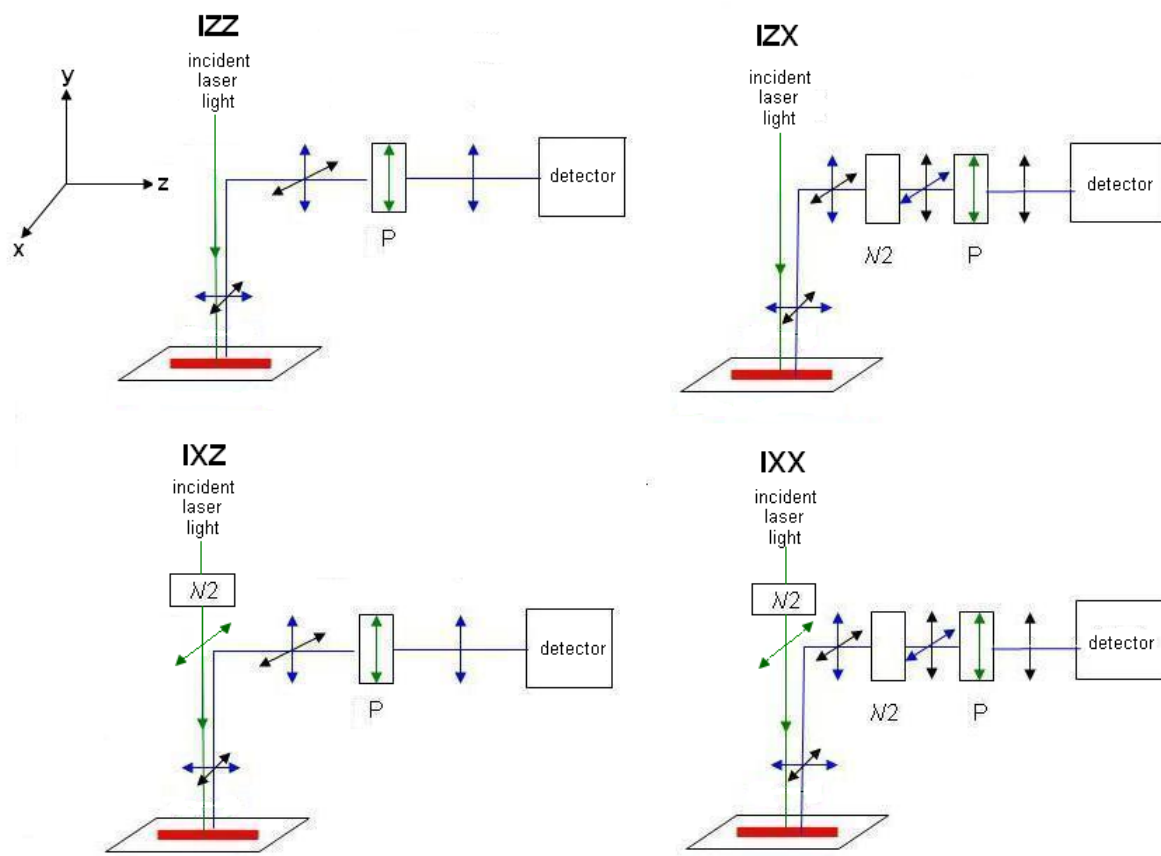 IZZ
incident
laser
light
y
z
x
P
detector
IZX
incident
laser
light
λ/2
P
detector
IXZ
incident
laser
light
λ/2
P
detector
IXX
incident
laser
light
λ/2
λ/2
P
detector